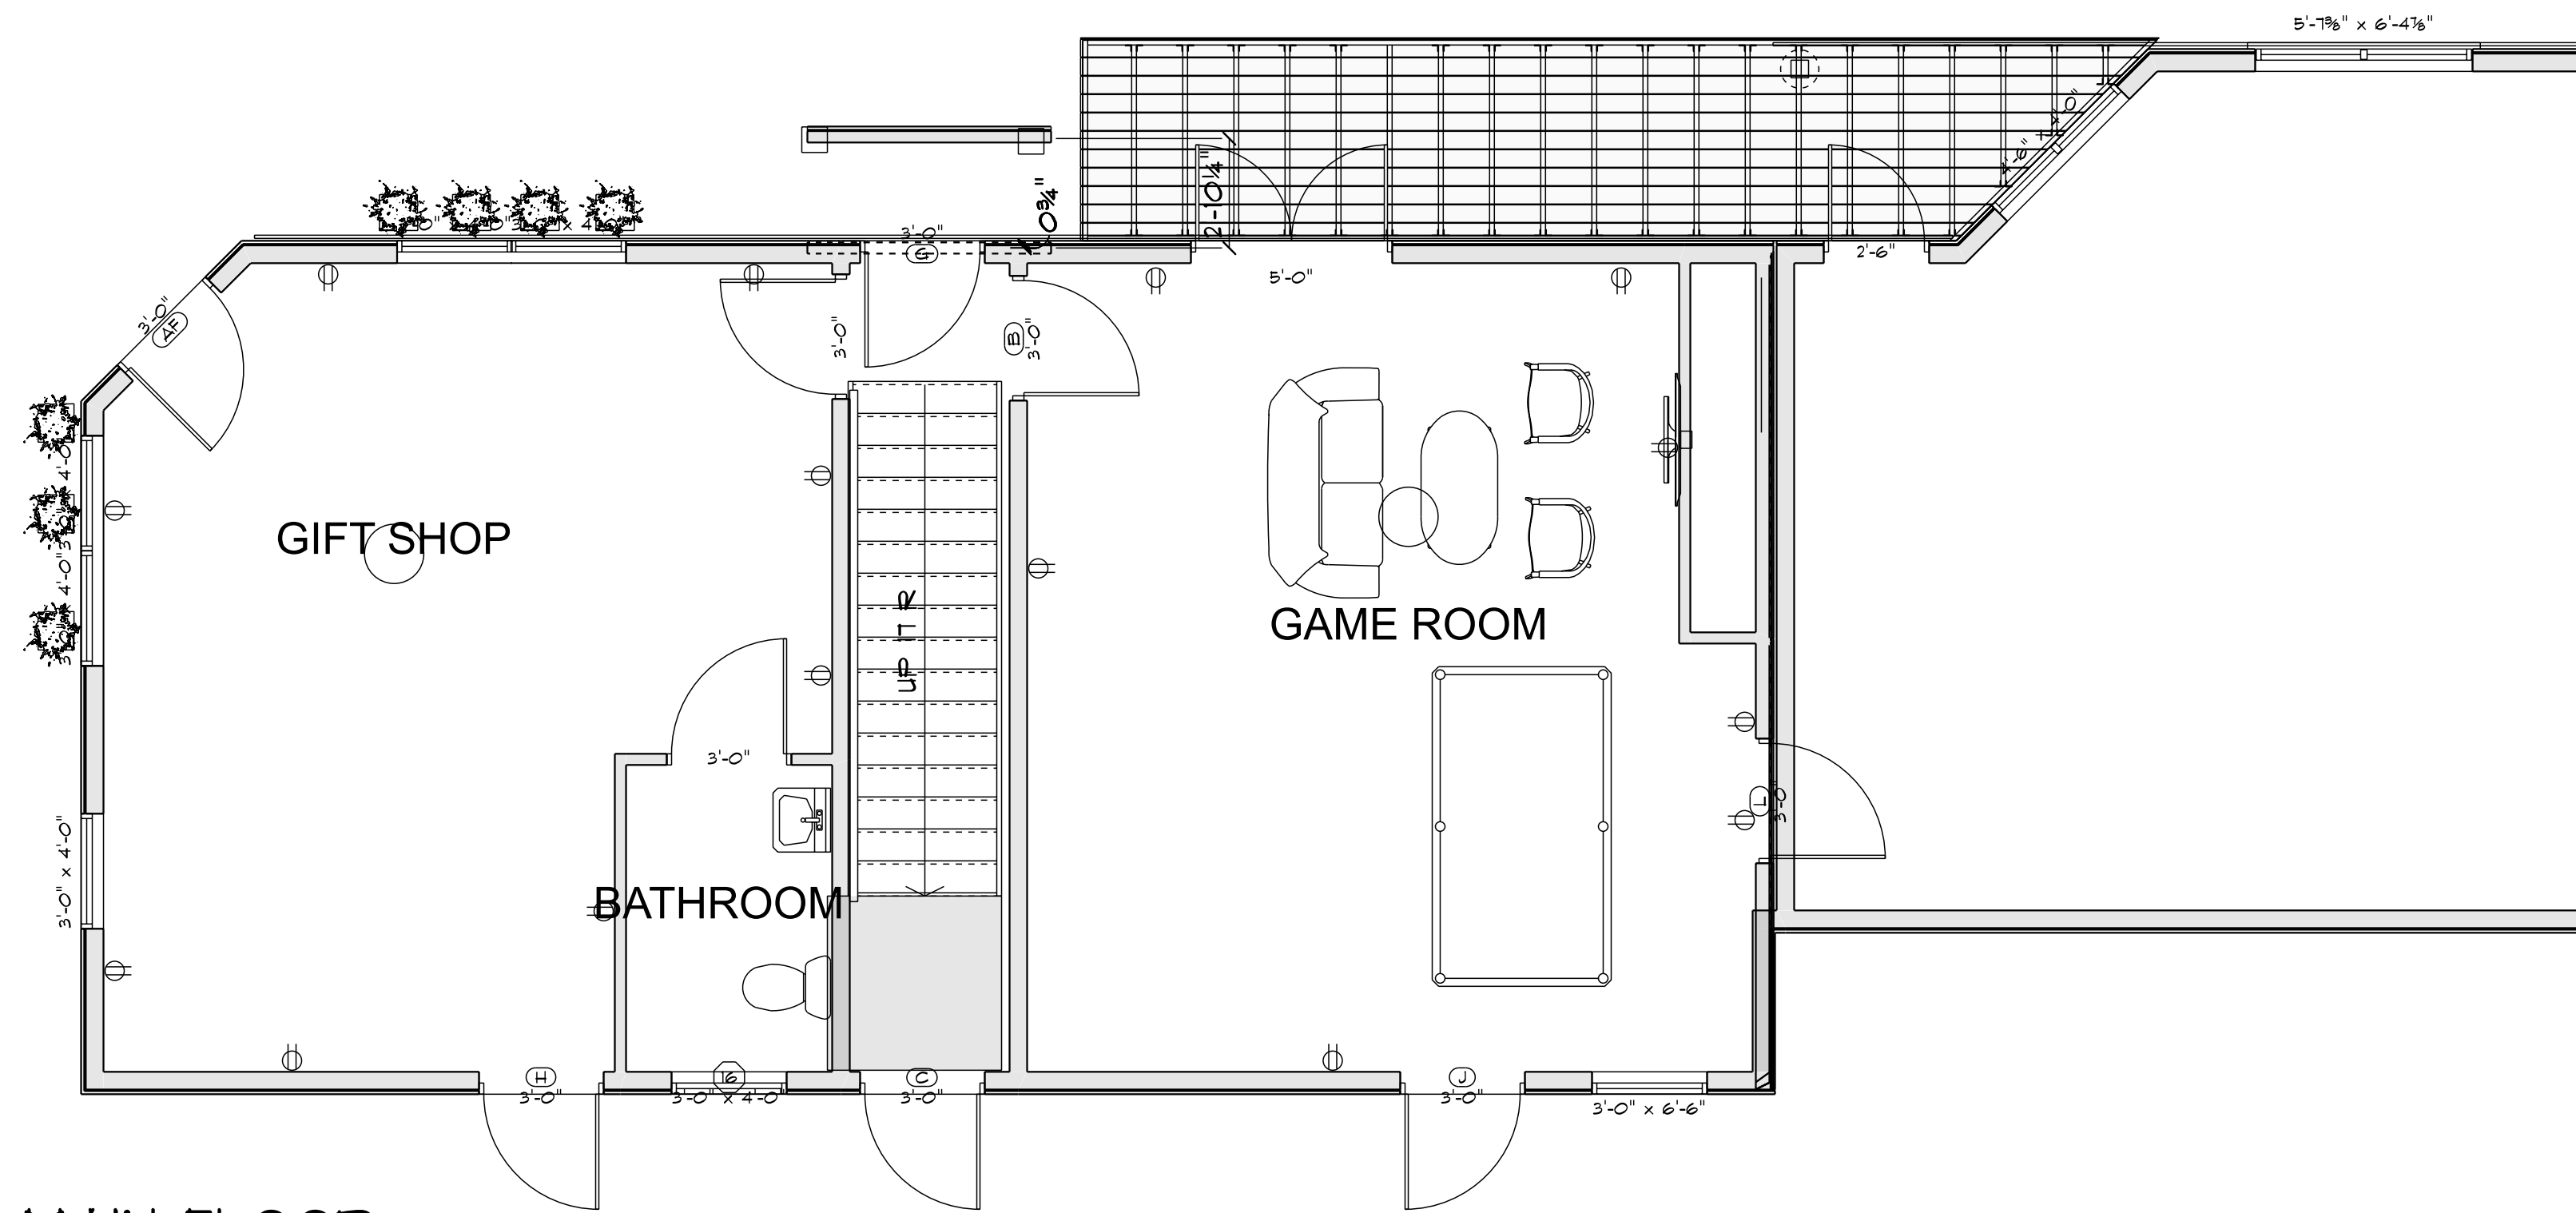 5'-7⅜" x 6'-4⅞"
2'-10¼"
0¾"
3'-0"
G
2'-6"
5'-0"
3'-0"
AF
3'-0"
B
3'-0"
GIFT SHOP
UP 17 R
GAME ROOM
3'-0"
L
3'-0
3'-0" x 4'-0"
BATHROOM
H
3'-0"
16
3'-0" x 4'-0"
C
3'-0"
J
3'-0"
3'-0" x 6'-6"